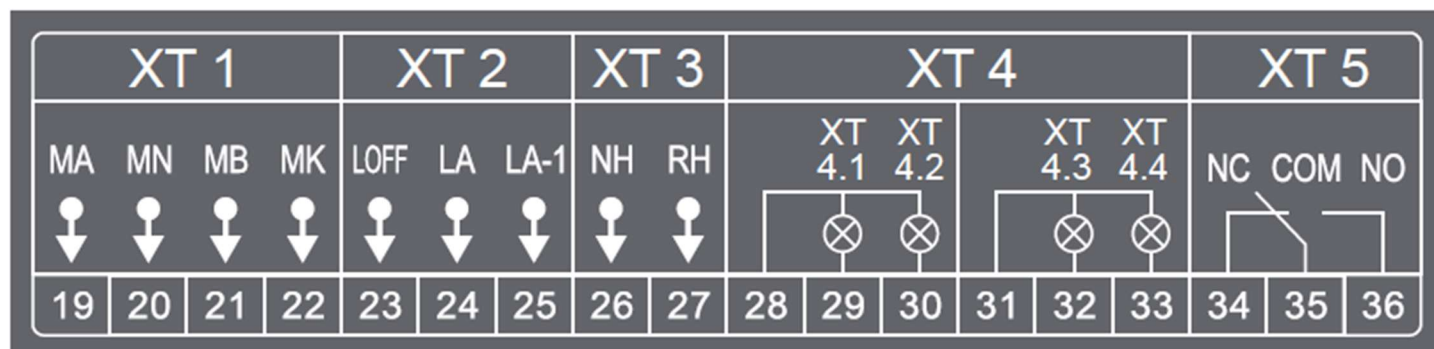 XT 1 XT 2 XT 3 XT 4 XT 5
MA MN MB MK LOFF LA LA-1 NH RH XT 4.1 XT 4.2 XT 4.3 XT 4.4 NC COM NO
19 20 21 22 23 24 25 26 27 28 29 30 31 32 33 34 35 36